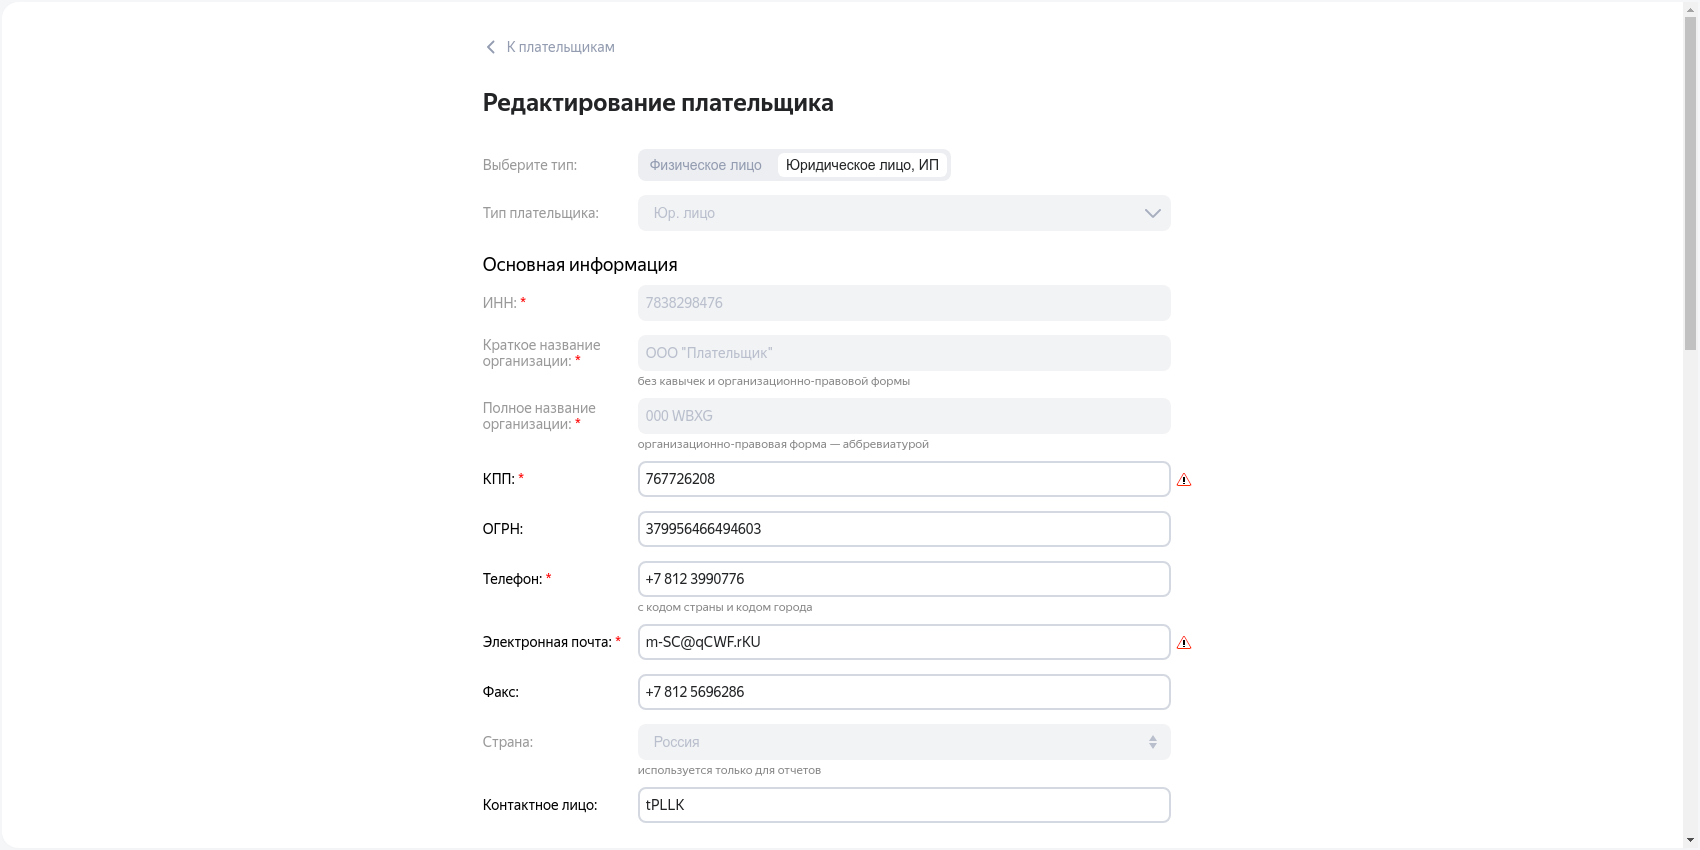 К плательщикам
Редактирование плательщика
Выберите тип: Физическое лицо Юридическое лицо, ИП
Тип плательщика: Юр. лицо
Основная информация
ИНН: * 7838298476
Краткое название
организации: * ООО "Плательщик"
без кавычек и организационно-правовой формы
Полное название
организации: * 000 WBXG
организационно-правовая форма — аббревиатурой
КПП: * 767726208
ОГРН: 379956466494603
Телефон: * +7 812 3990776
с кодом страны и кодом города
Электронная почта: * m-SC@qCWF.rKU
Факс: +7 812 5696286
Страна: Россия
используется только для отчетов
Контактное лицо: tPLLK